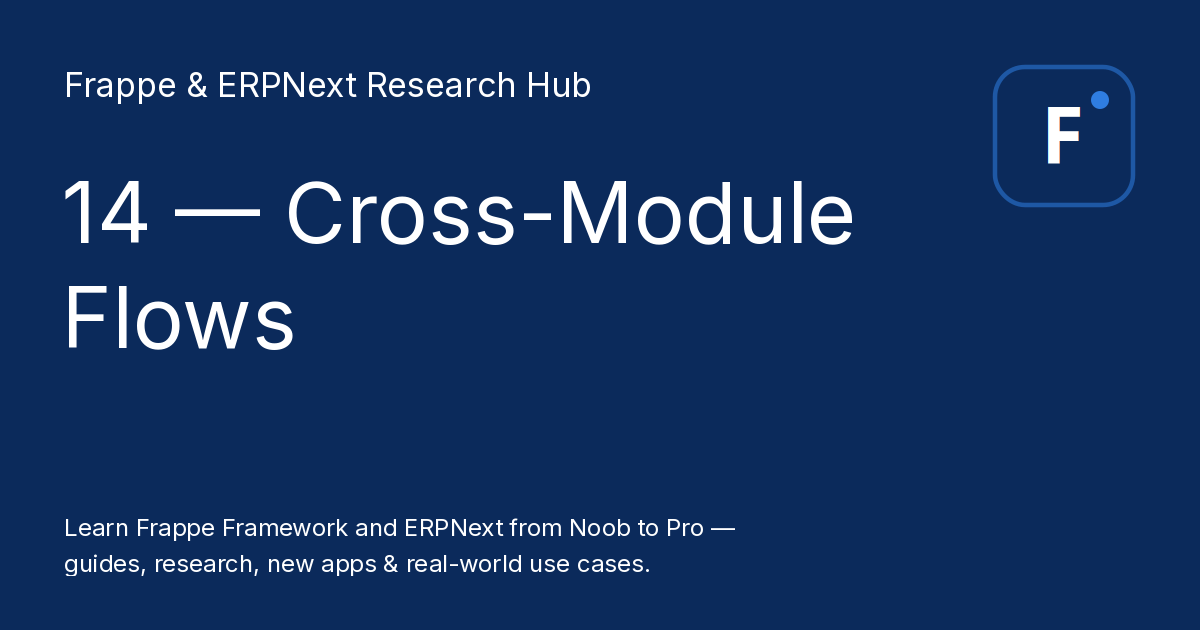 Frappe & ERPNext Research Hub
F
14 — Cross-Module
Flows
Learn Frappe Framework and ERPNext from Noob to Pro —
guides, research, new apps & real-world use cases.